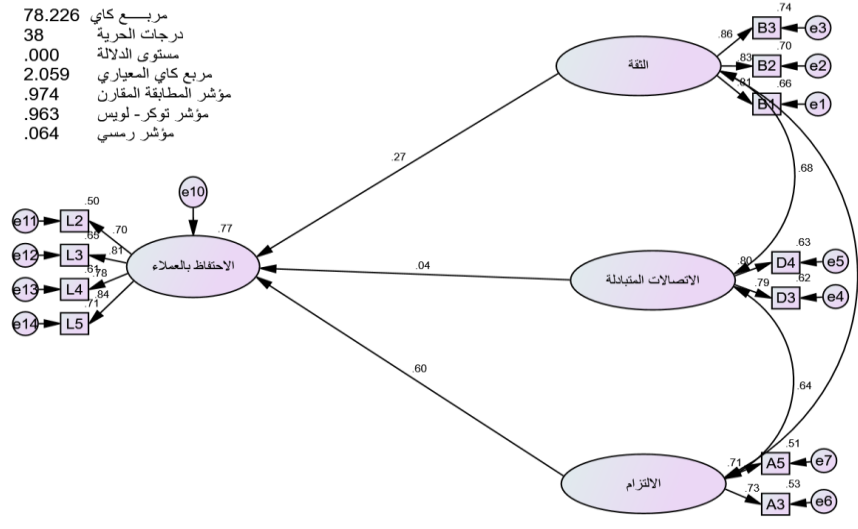 78.226 مربـــع كاي
38 درجات الحرية
.000 مستوى الدلالة
2.059 مربع كاي المعياري
.974 مؤشر المطابقة المقارن
.963 مؤشر توكر- لويس
.064 مؤشر رمسي
.74
.86 B3 e3
الثقة
.70
.83 B2 e2
.66
.81 B1 e1
.27
.68
e10
.50
.77
e11 L2 .70
.65
e12 L3 .81
الاحتفاظ بالعملاء
.61
e13 L4 .78
.71
e14 L5 .84
.04
الاتصالات المتبادلة
.63
.80 D4 e5
.62
.79 D3 e4
.60
.64
.51
.71 A5 e7
الالتزام
.53
.73 A3 e6